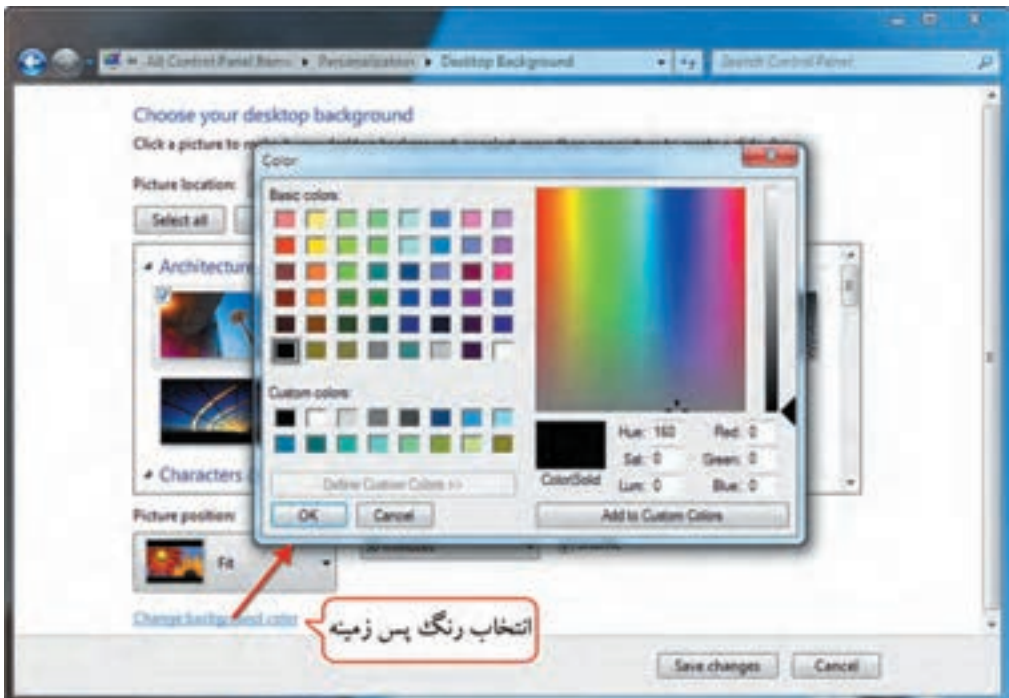 All Control Panel Items ▸ Personalization ▸ Desktop Background
Search Control Panel
Choose your desktop background
Click a picture to
Color
Picture location:
Basic colors:
Select all
Architecture
Custom colors:
Hue: 160 Red: 0
Sat: 0 Green: 0
Color|Solid Lum: 0 Blue: 0
Characters
Define Custom Colors >>
OK Cancel Add to Custom Colors
Picture position:
Fit
30 minutes
Change background color
انتخاب رنگ پس زمینه
Save changes Cancel